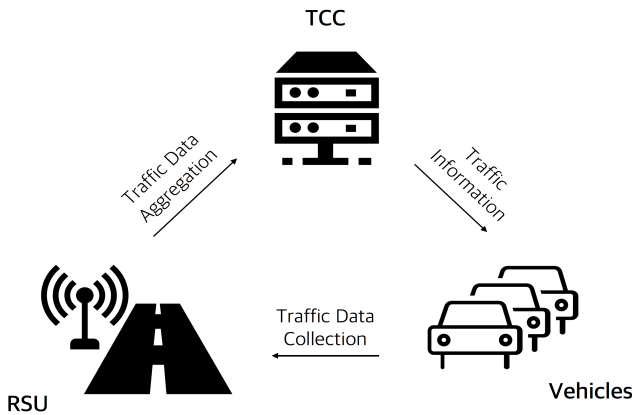 TCC
Traffic Data
Aggregation
Traffic
Information
Traffic Data
Collection
RSU
Vehicles